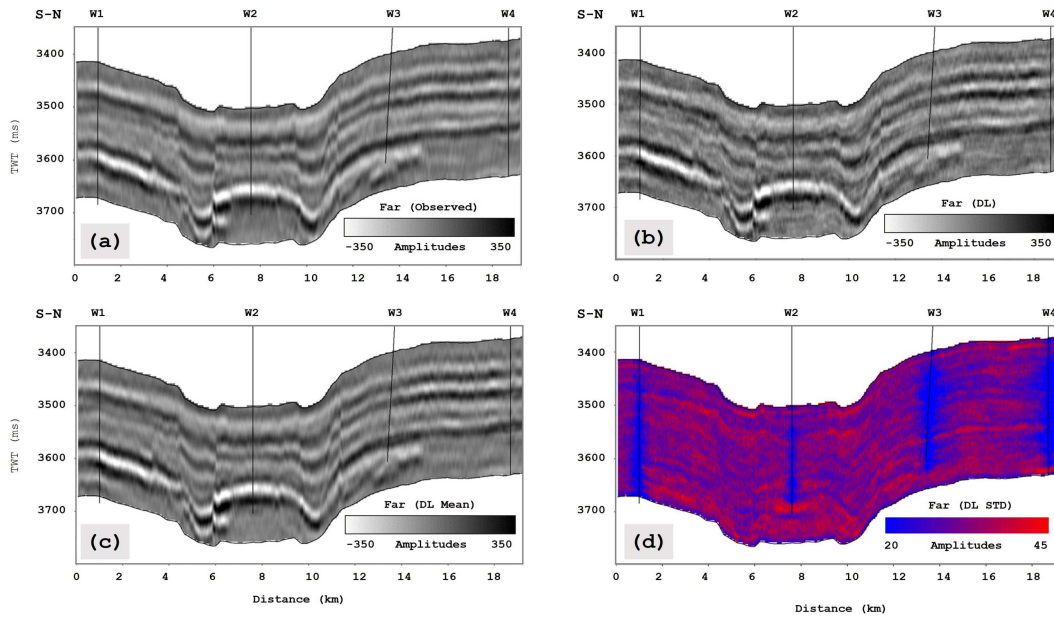 S-N W1 W2 W3 W4
3400
3500
3600
3700
TWT (ms)
Far (Observed)
-350 Amplitudes 350
(a)
0 2 4 6 8 10 12 14 16 18
S-N W1 W2 W3 W4
3400
3500
3600
3700
Far (DL)
-350 Amplitudes 350
(b)
0 2 4 6 8 10 12 14 16 18
S-N W1 W2 W3 W4
3400
3500
3600
3700
TWT (ms)
Far (DL Mean)
-350 Amplitudes 350
(c)
0 2 4 6 8 10 12 14 16 18
Distance (km)
S-N W1 W2 W3 W4
3400
3500
3600
3700
Far (DL STD)
20 Amplitudes 45
(d)
0 2 4 6 8 10 12 14 16 18
Distance (km)